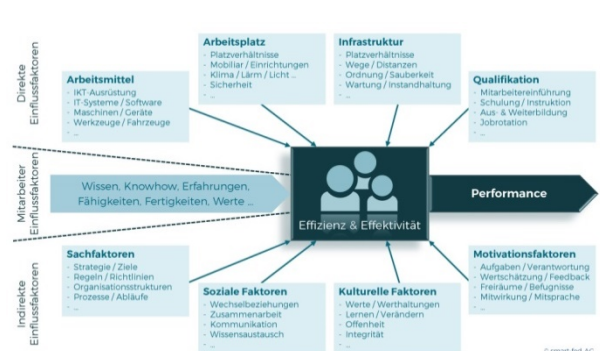 Direkte
Einflussfaktoren
Arbeitsmittel
- IKT-Ausrüstung
- IT-Systeme / Software
- Maschinen / Geräte
- Werkzeuge / Fahrzeuge
- ...
Arbeitsplatz
- Platzverhältnisse
- Mobiliar / Einrichtungen
- Klima / Lärm / Licht ...
- Sicherheit
- ...
Infrastruktur
- Platzverhältnisse
- Wege / Distanzen
- Ordnung / Sauberkeit
- Wartung / Instandhaltung
- ...
Qualifikation
- Mitarbeitereinführung
- Schulung / Instruktion
- Aus- & Weiterbildung
- Jobrotation
- ...
Mitarbeiter
Einflussfaktoren
Wissen, Knowhow, Erfahrungen,
Fähigkeiten, Fertigkeiten, Werte ...
Effizienz & Effektivität
Performance
Indirekte
Einflussfaktoren
Sachfaktoren
- Strategie / Ziele
- Regeln / Richtlinien
- Organisationsstrukturen
- Prozesse / Abläufe
- ...
Soziale Faktoren
- Wechselbeziehungen
- Zusammenarbeit
- Kommunikation
- Wissensaustausch
- ...
Kulturelle Faktoren
- Werte / Werthaltungen
- Lernen / Verändern
- Offenheit
- Integrität
- ...
Motivationsfaktoren
- Aufgaben / Verantwortung
- Wertschätzung / Feedback
- Freiräume / Befugnisse
- Mitwirkung / Mitsprache
- ...